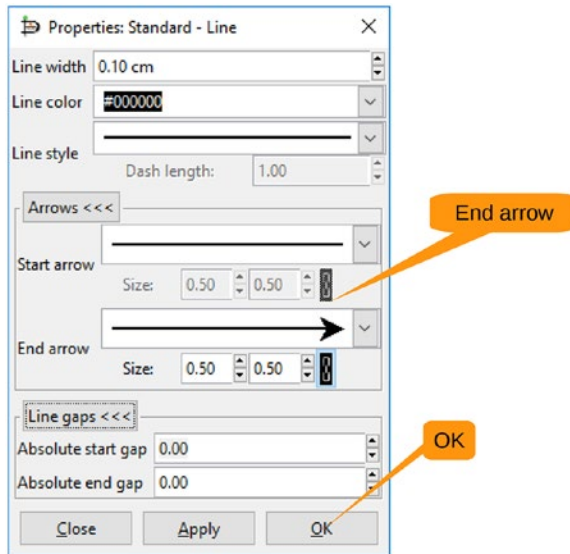 Properties: Standard - Line
Line width 0.10 cm
Line color #000000
Line style
Dash length: 1.00
Arrows <<<
End arrow
Start arrow
Size: 0.50 0.50
End arrow
Size: 0.50 0.50
Line gaps <<<
Absolute start gap 0.00
OK
Absolute end gap 0.00
Close Apply OK